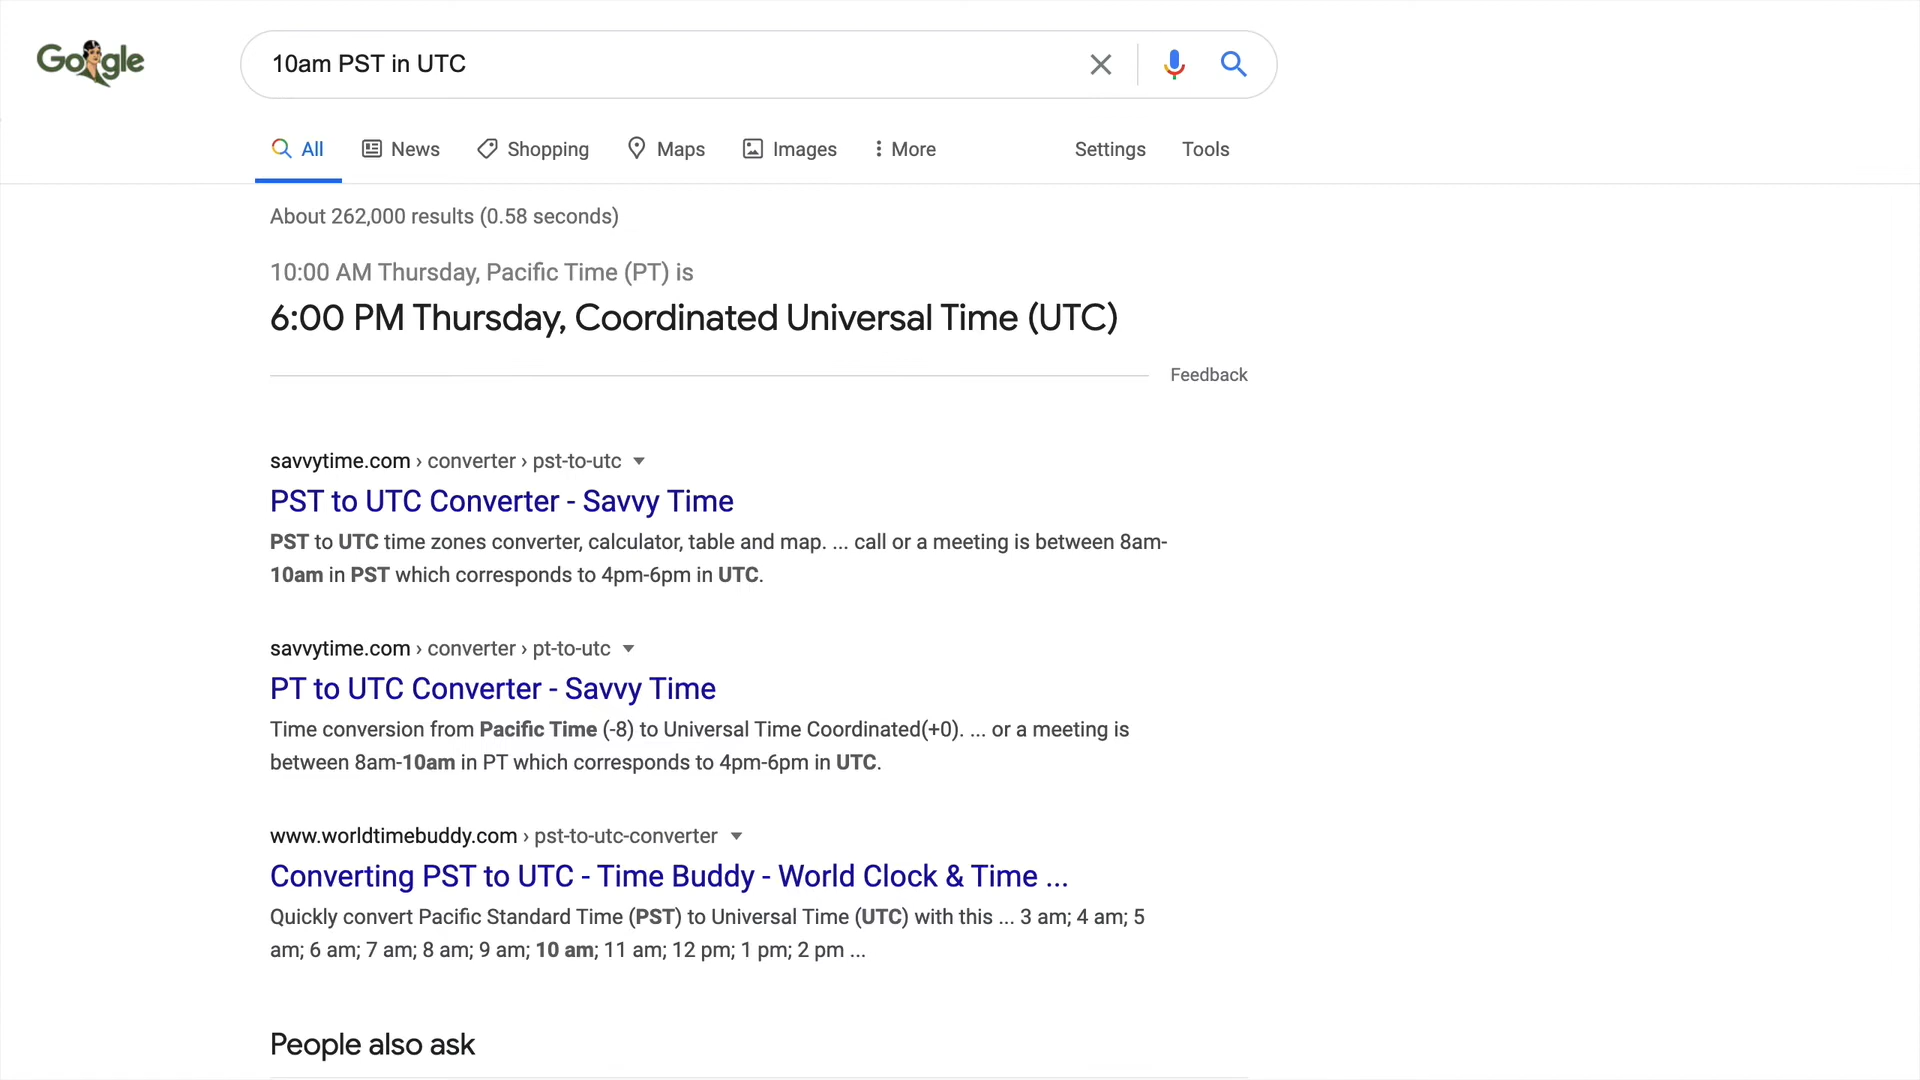 Google
10am PST in UTC
All News Shopping Maps Images More Settings Tools
About 262,000 results (0.58 seconds)
10:00 AM Thursday, Pacific Time (PT) is
6:00 PM Thursday, Coordinated Universal Time (UTC)
Feedback
savvytime.com › converter › pst-to-utc
PST to UTC Converter - Savvy Time
PST to UTC time zones converter, calculator, table and map. ... call or a meeting is between 8am-
10am in PST which corresponds to 4pm-6pm in UTC.
savvytime.com › converter › pt-to-utc
PT to UTC Converter - Savvy Time
Time conversion from Pacific Time (-8) to Universal Time Coordinated(+0). ... or a meeting is
between 8am-10am in PT which corresponds to 4pm-6pm in UTC.
www.worldtimebuddy.com › pst-to-utc-converter
Converting PST to UTC - Time Buddy - World Clock & Time ...
Quickly convert Pacific Standard Time (PST) to Universal Time (UTC) with this ... 3 am; 4 am; 5
am; 6 am; 7 am; 8 am; 9 am; 10 am; 11 am; 12 pm; 1 pm; 2 pm ...
People also ask